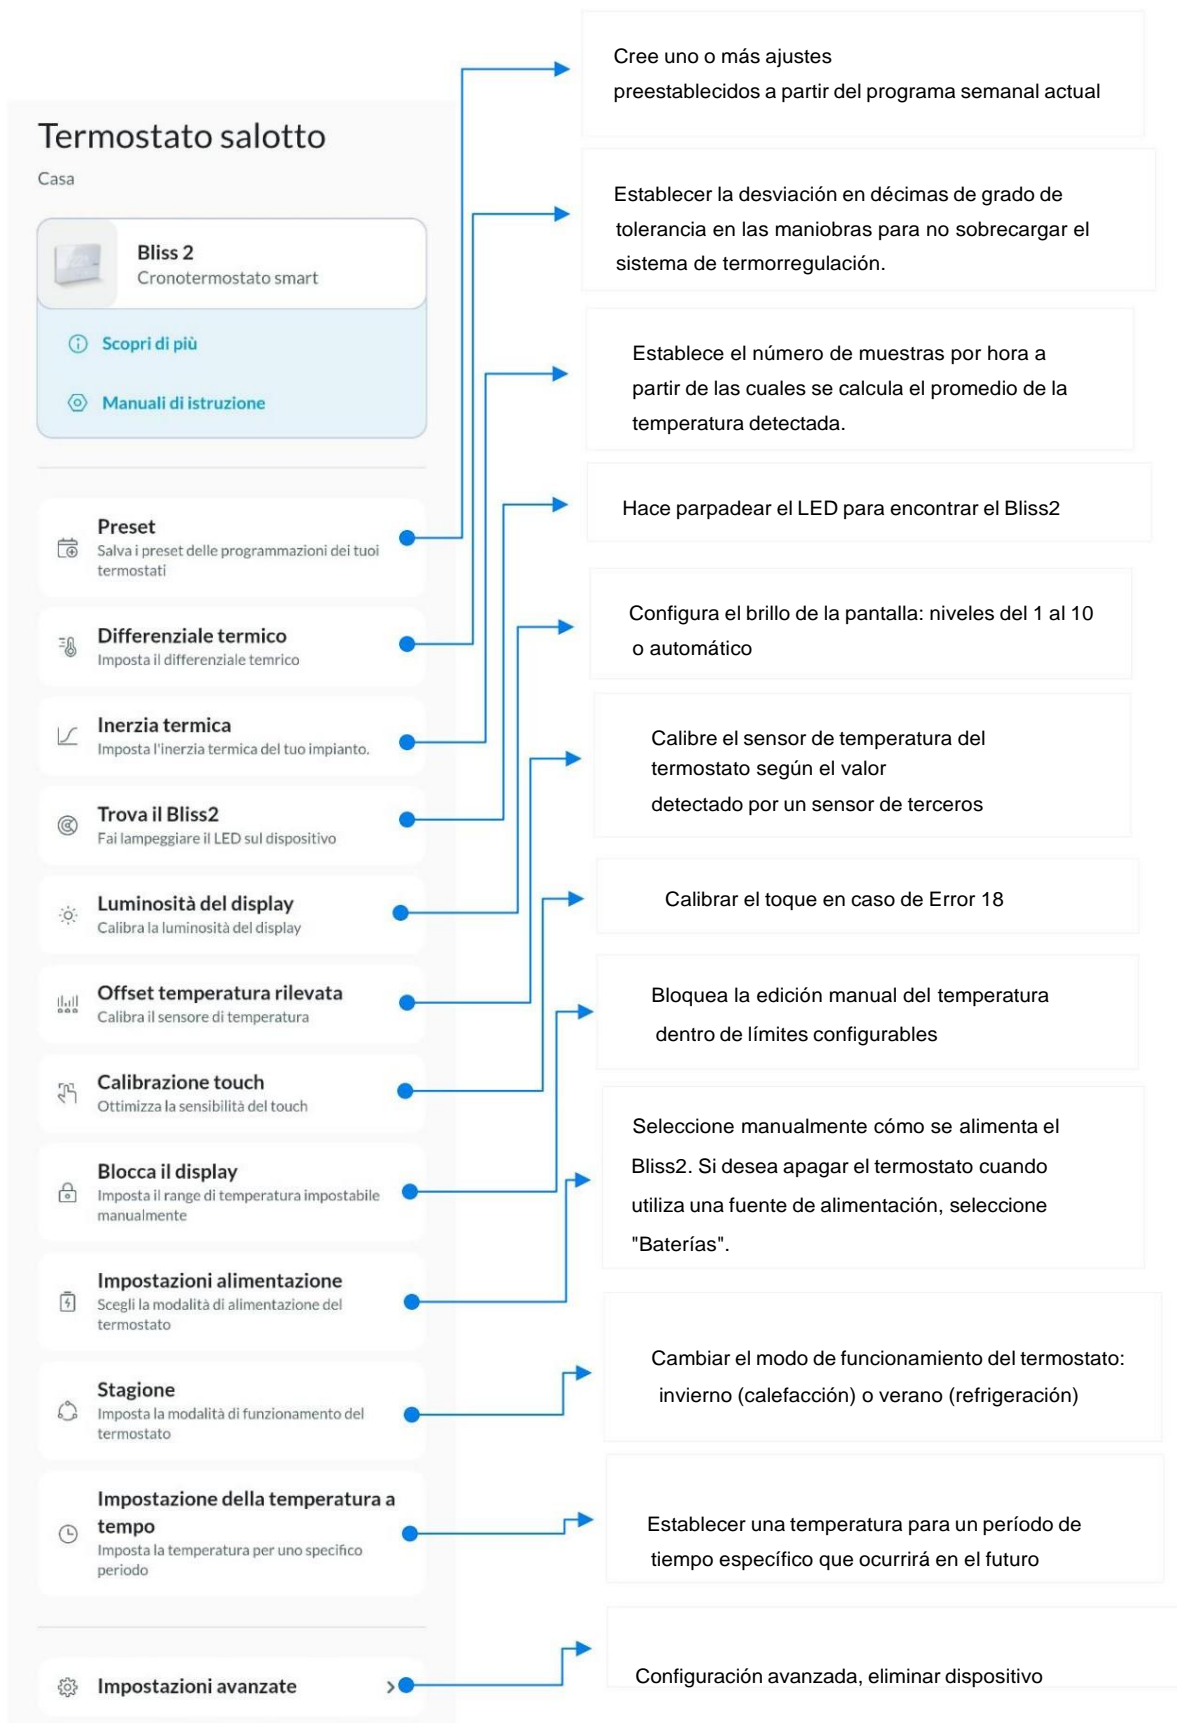 Termostato salotto
Casa
Bliss 2
Cronotermostato smart
Scopri di più
Manuali di istruzione
Preset
Salva i preset delle programmazioni dei tuoi
termostati
Differenziale termico
Imposta il differenziale temrico
Inerzia termica
Imposta l'inerzia termica del tuo impianto.
Trova il Bliss2
Fai lampeggiare il LED sul dispositivo
Luminosità del display
Calibra la luminosità del display
Offset temperatura rilevata
Calibra il sensore di temperatura
Calibrazione touch
Ottimizza la sensibilità del touch
Blocca il display
Imposta il range di temperatura impostabile
manualmente
Impostazioni alimentazione
Scegli la modalità di alimentazione del
termostato
Stagione
Imposta la modalità di funzionamento del
termostato
Impostazione della temperatura a
tempo
Imposta la temperatura per uno specifico
periodo
Impostazioni avanzate
Cree uno o más ajustes
preestablecidos a partir del programa semanal actual
Establecer la desviación en décimas de grado de
tolerancia en las maniobras para no sobrecargar el
sistema de termorregulación.
Establece el número de muestras por hora a
partir de las cuales se calcula el promedio de la
temperatura detectada.
Hace parpadear el LED para encontrar el Bliss2
Configura el brillo de la pantalla: niveles del 1 al 10
o automático
Calibre el sensor de temperatura del
termostato según el valor
detectado por un sensor de terceros
Calibrar el toque en caso de Error 18
Bloquea la edición manual del temperatura
dentro de límites configurables
Seleccione manualmente cómo se alimenta el
Bliss2. Si desea apagar el termostato cuando
utiliza una fuente de alimentación, seleccione
"Baterías".
Cambiar el modo de funcionamiento del termostato:
invierno (calefacción) o verano (refrigeración)
Establecer una temperatura para un período de
tiempo específico que ocurrirá en el futuro
Configuración avanzada, eliminar dispositivo